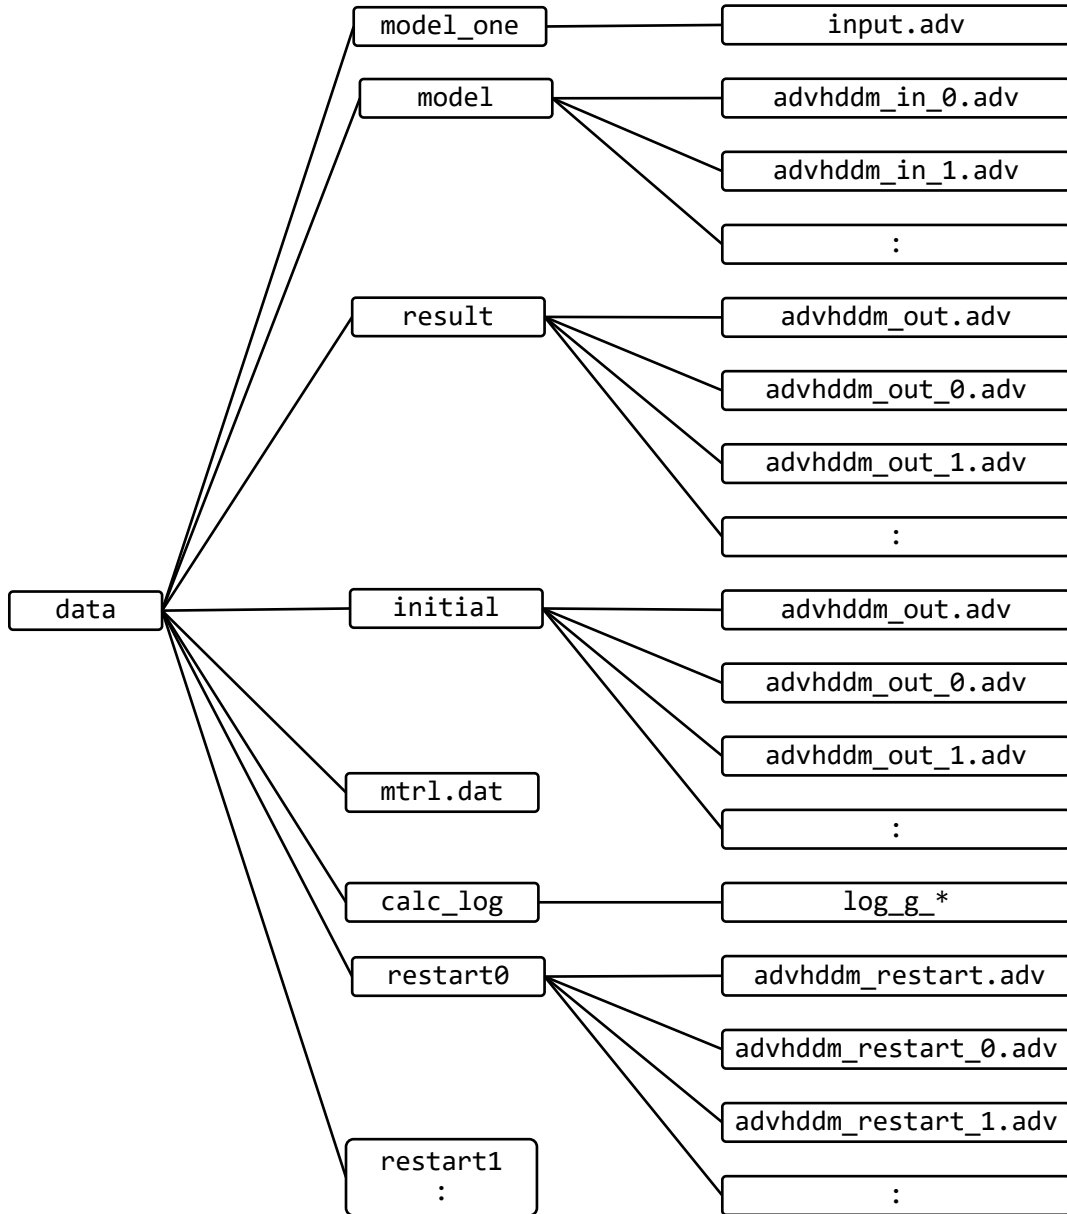 model_one
input.adv
model
advhddm_in_0.adv
advhddm_in_1.adv
:
result
advhddm_out.adv
advhddm_out_0.adv
advhddm_out_1.adv
:
data
initial
advhddm_out.adv
advhddm_out_0.adv
advhddm_out_1.adv
:
mtrl.dat
calc_log
log_g_*
restart0
advhddm_restart.adv
advhddm_restart_0.adv
advhddm_restart_1.adv
:
restart1
: